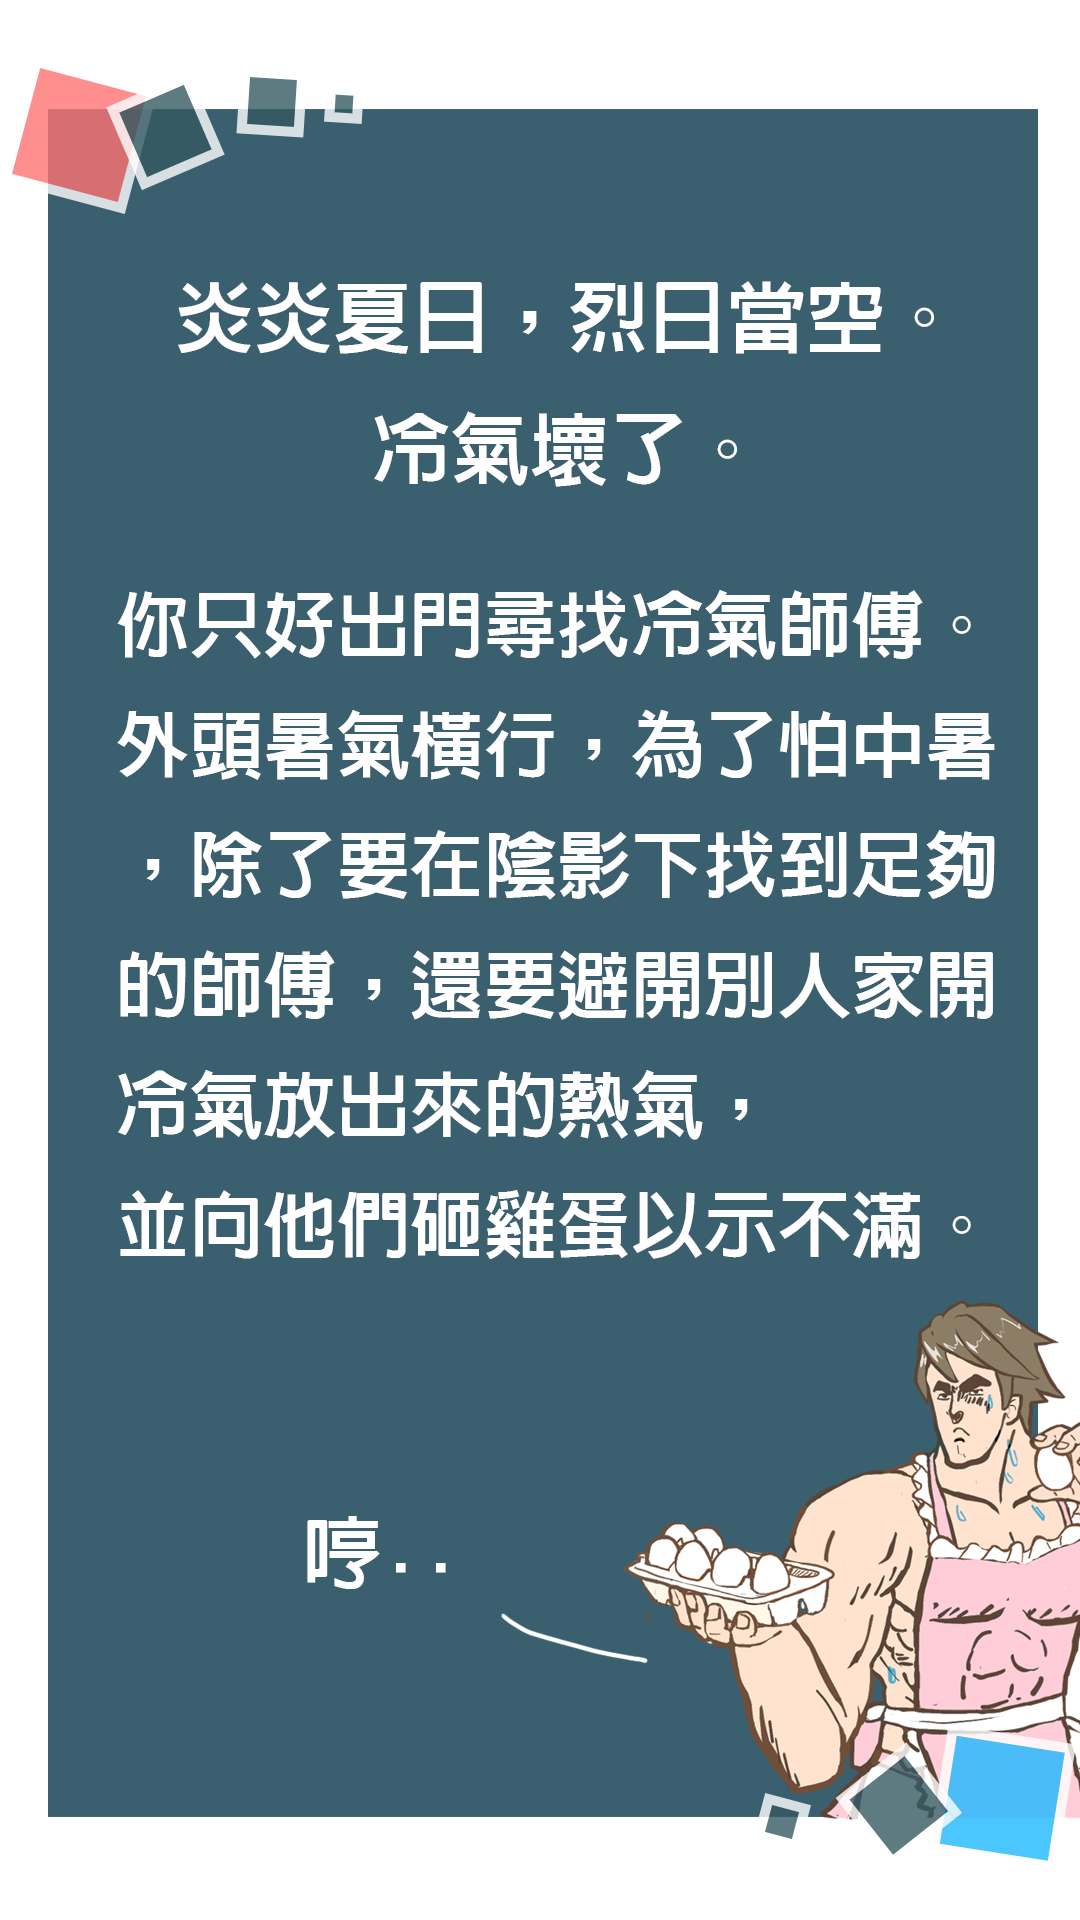 炎炎夏日，烈日當空。
冷氣壞了。
你只好出門尋找冷氣師傅。
外頭暑氣橫行，為了怕中暑
，除了要在陰影下找到足夠
的師傅，還要避開別人家開
冷氣放出來的熱氣，
並向他們砸雞蛋以示不滿。
哼..